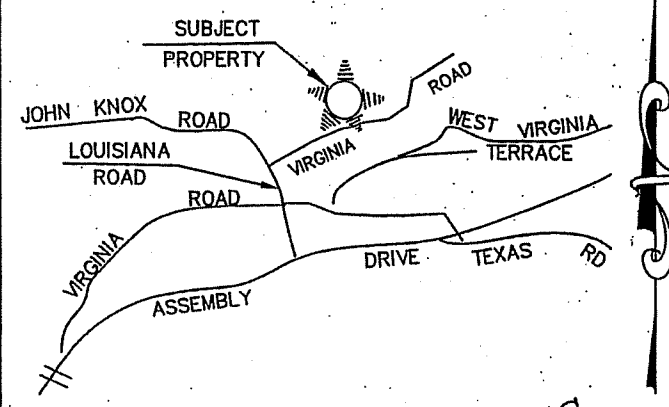 SUBJECT
PROPERTY
JOHN KNOX ROAD
VIRGINIA ROAD
WEST VIRGINIA
TERRACE
LOUISIANA
ROAD
VIRGINIA ROAD
ASSEMBLY DRIVE
TEXAS RD